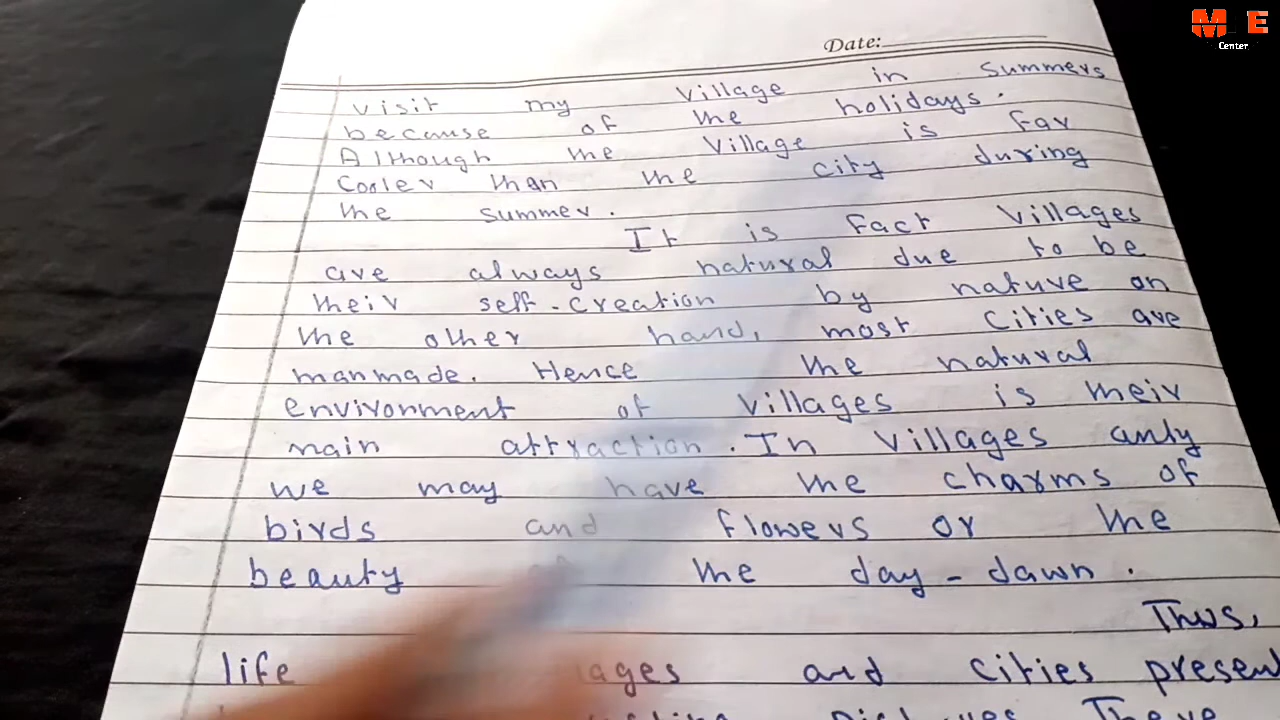 M E
Center
Date:
visit my village in summers
because of the holidays.
Although the village is far
cooler than the city during
the summer.
It is fact villages
are always natural due to be
their self-creation by nature on
the other hand, most cities are
manmade. Hence the natural
environment of villages is their
main attraction. In villages only
we may have the charms of
birds and flowers or the
beauty the day-dawn.
Thus,
life and cities present